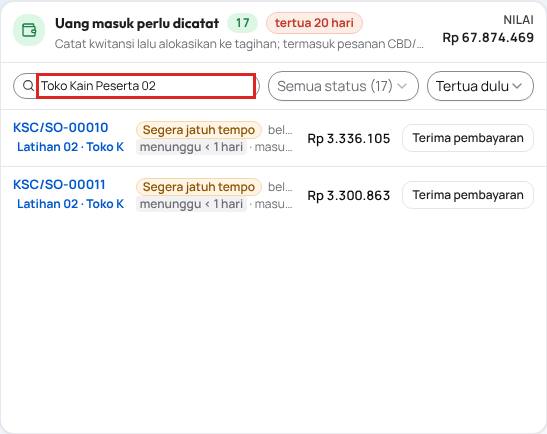 Uang masuk perlu dicatat 17 tertua 20 hari
NILAI
Catat kwitansi lalu alokasikan ke tagihan; termasuk pesanan CBD/...
Rp 67.874.469
Toko Kain Peserta 02
Semua status (17)
Tertua dulu
KSC/SO-00010
Segera jatuh tempo bel...
Latihan 02 · Toko K
menunggu < 1 hari · masu...
Rp 3.336.105
Terima pembayaran
KSC/SO-00011
Segera jatuh tempo bel...
Latihan 02 · Toko K
menunggu < 1 hari · masu...
Rp 3.300.863
Terima pembayaran